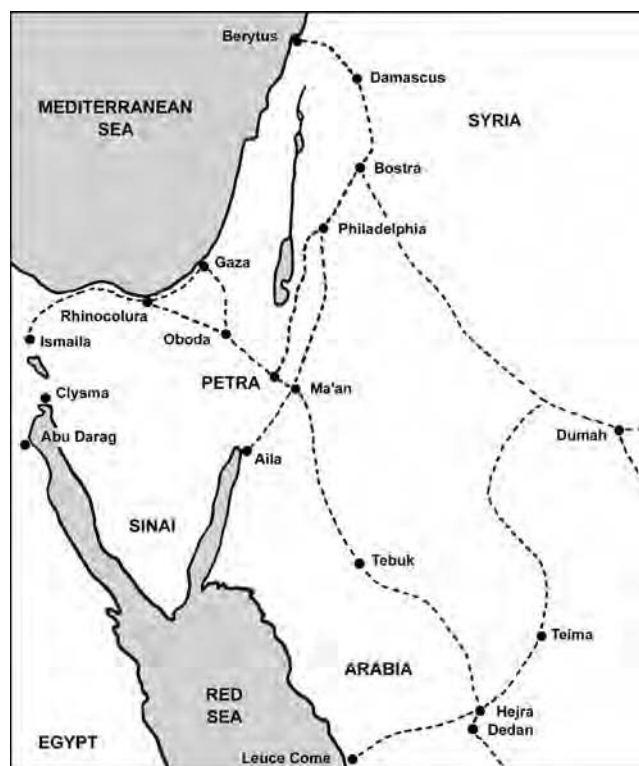 Berytus
Damascus
MEDITERRANEAN
SEA
SYRIA
Bostra
Philadelphia
Gaza
Rhinocolura
Oboda
Ismaila
PETRA
Ma'an
Clysma
Dumah
Abu Darag
Aila
SINAI
Tebuk
Teima
ARABIA
RED
SEA
Hejra
Dedan
EGYPT
Leuce Come